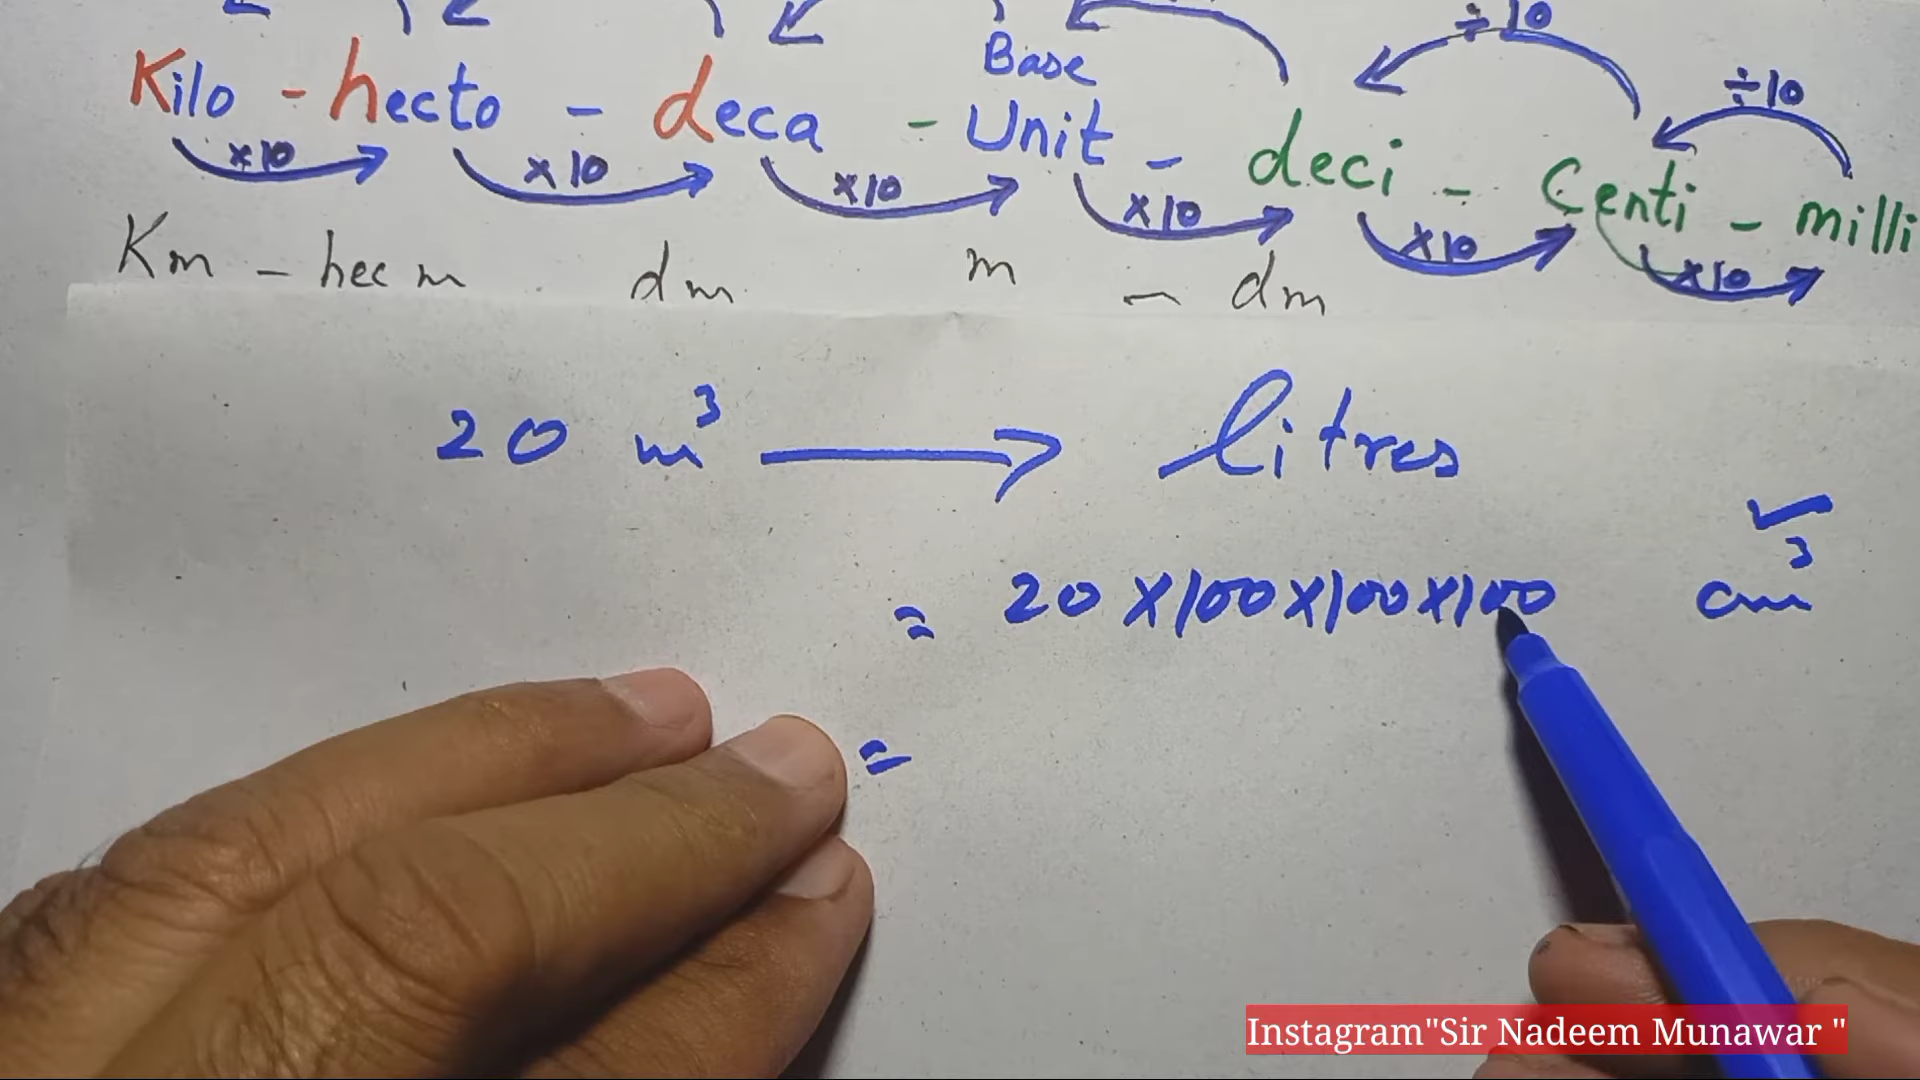 ÷10
÷10
Base
Kilo - hecto - deca - Unit - deci - Centi - milli
×10 ×10 ×10 ×10 ×10 ×10
Km - hec m dm m - dm
20 m³ → litres
= 20 ×100×100×100 cm³
=
Instagram"Sir Nadeem Munawar "